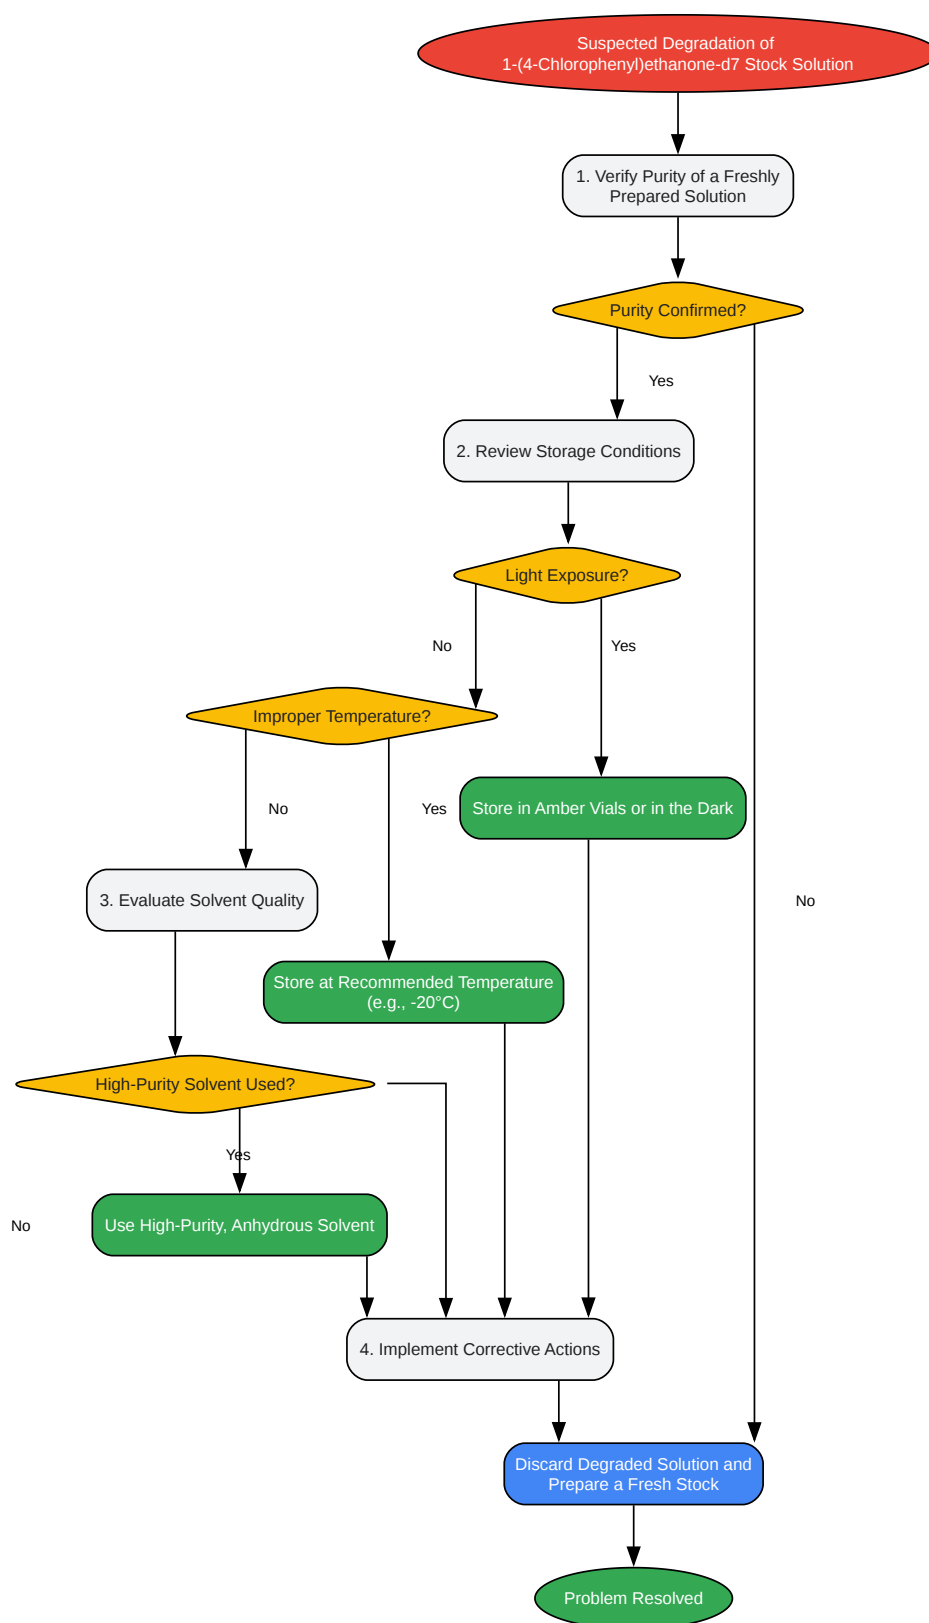 Suspected Degradation of
1-(4-Chlorophenyl)ethanone-d7 Stock Solution
1. Verify Purity of a Freshly
Prepared Solution
Purity Confirmed?
Yes
2. Review Storage Conditions
Light Exposure?
No
Yes
Improper Temperature?
No
Yes
Store in Amber Vials or in the Dark
3. Evaluate Solvent Quality
No
Store at Recommended Temperature
(e.g., -20°C)
High-Purity Solvent Used?
Yes
No
Use High-Purity, Anhydrous Solvent
4. Implement Corrective Actions
Discard Degraded Solution and
Prepare a Fresh Stock
Problem Resolved